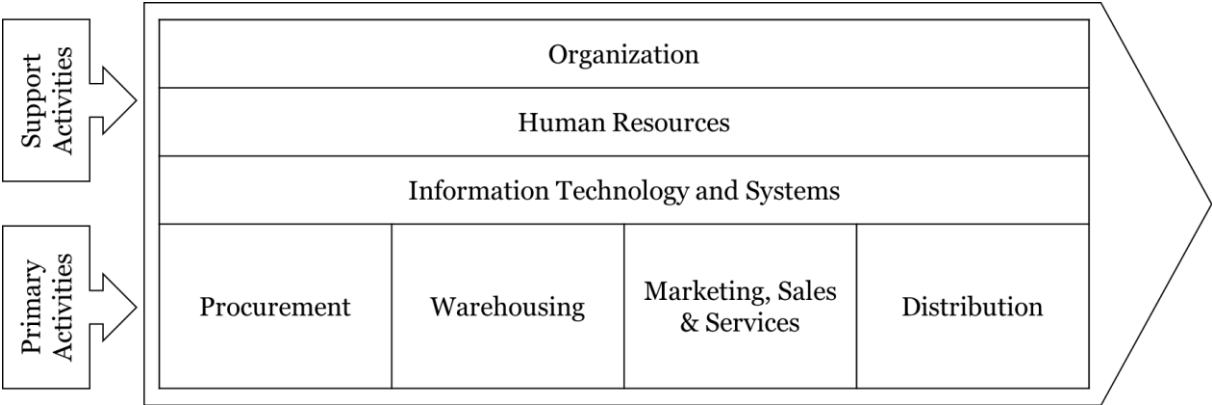 Support
Activities
Organization
Human Resources
Information Technology and Systems
Primary
Activities
Procurement
Warehousing
Marketing, Sales
& Services
Distribution